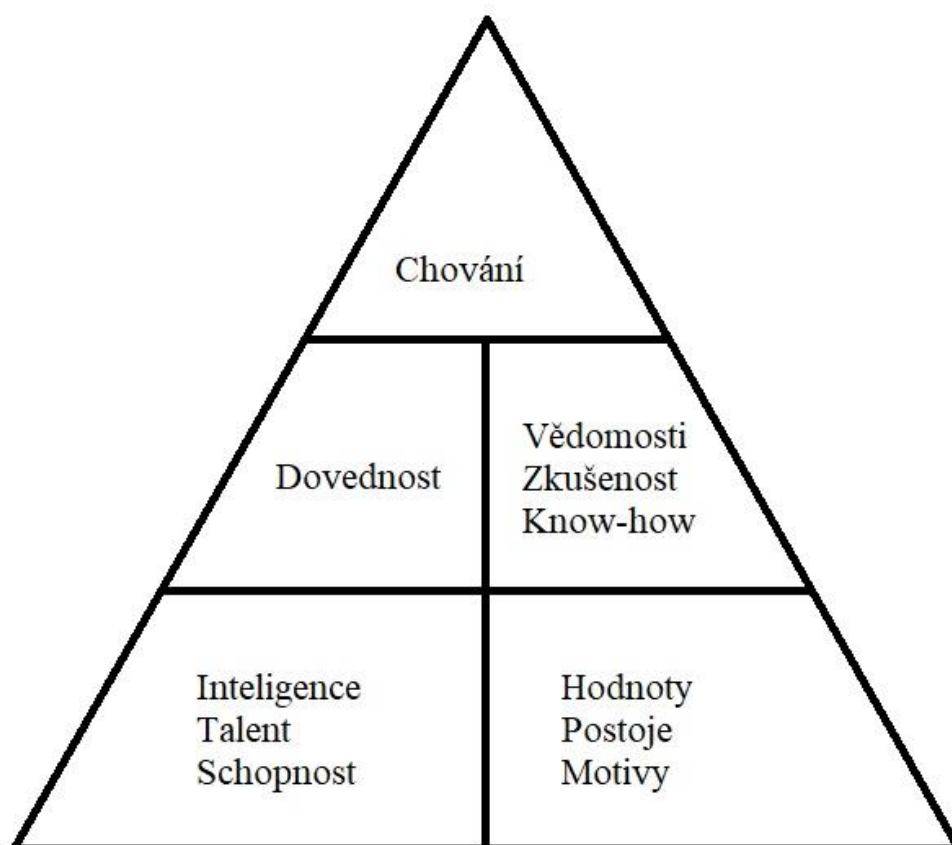 Chování
Dovednost
Vědomosti
Zkušenost
Know-how
Inteligence
Talent
Schopnost
Hodnoty
Postoje
Motivy